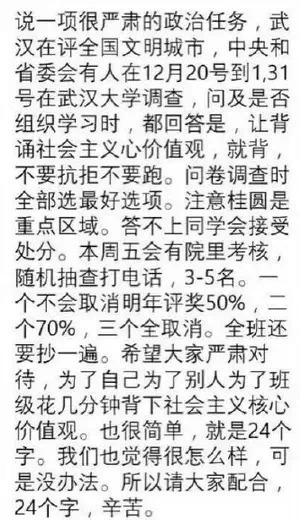 说一项很严肃的政治任务，武
汉在评全国文明城市，中央和
省委会有人在12月20号到1,31
号在武汉大学调查，问及是否
组织学习时，都回答是，让背
诵社会主义心价值观，就背，
不要抗拒不要跑。问卷调查时
全部选最好选项。注意桂圆是
重点区域。答不上同学会接受
处分。本周五会有院里考核，
随机抽查打电话，3-5名。一
个不会取消明年评奖50%，二
个70%，三个全取消。全班还
要抄一遍。希望大家严肃对
待，为了自己为了别人为了班
级花几分钟背下社会主义核心
价值观。也很简单，就是24个
字。我们也觉得很怎么样，可
是没办法。所以请大家配合，
24个字，辛苦。